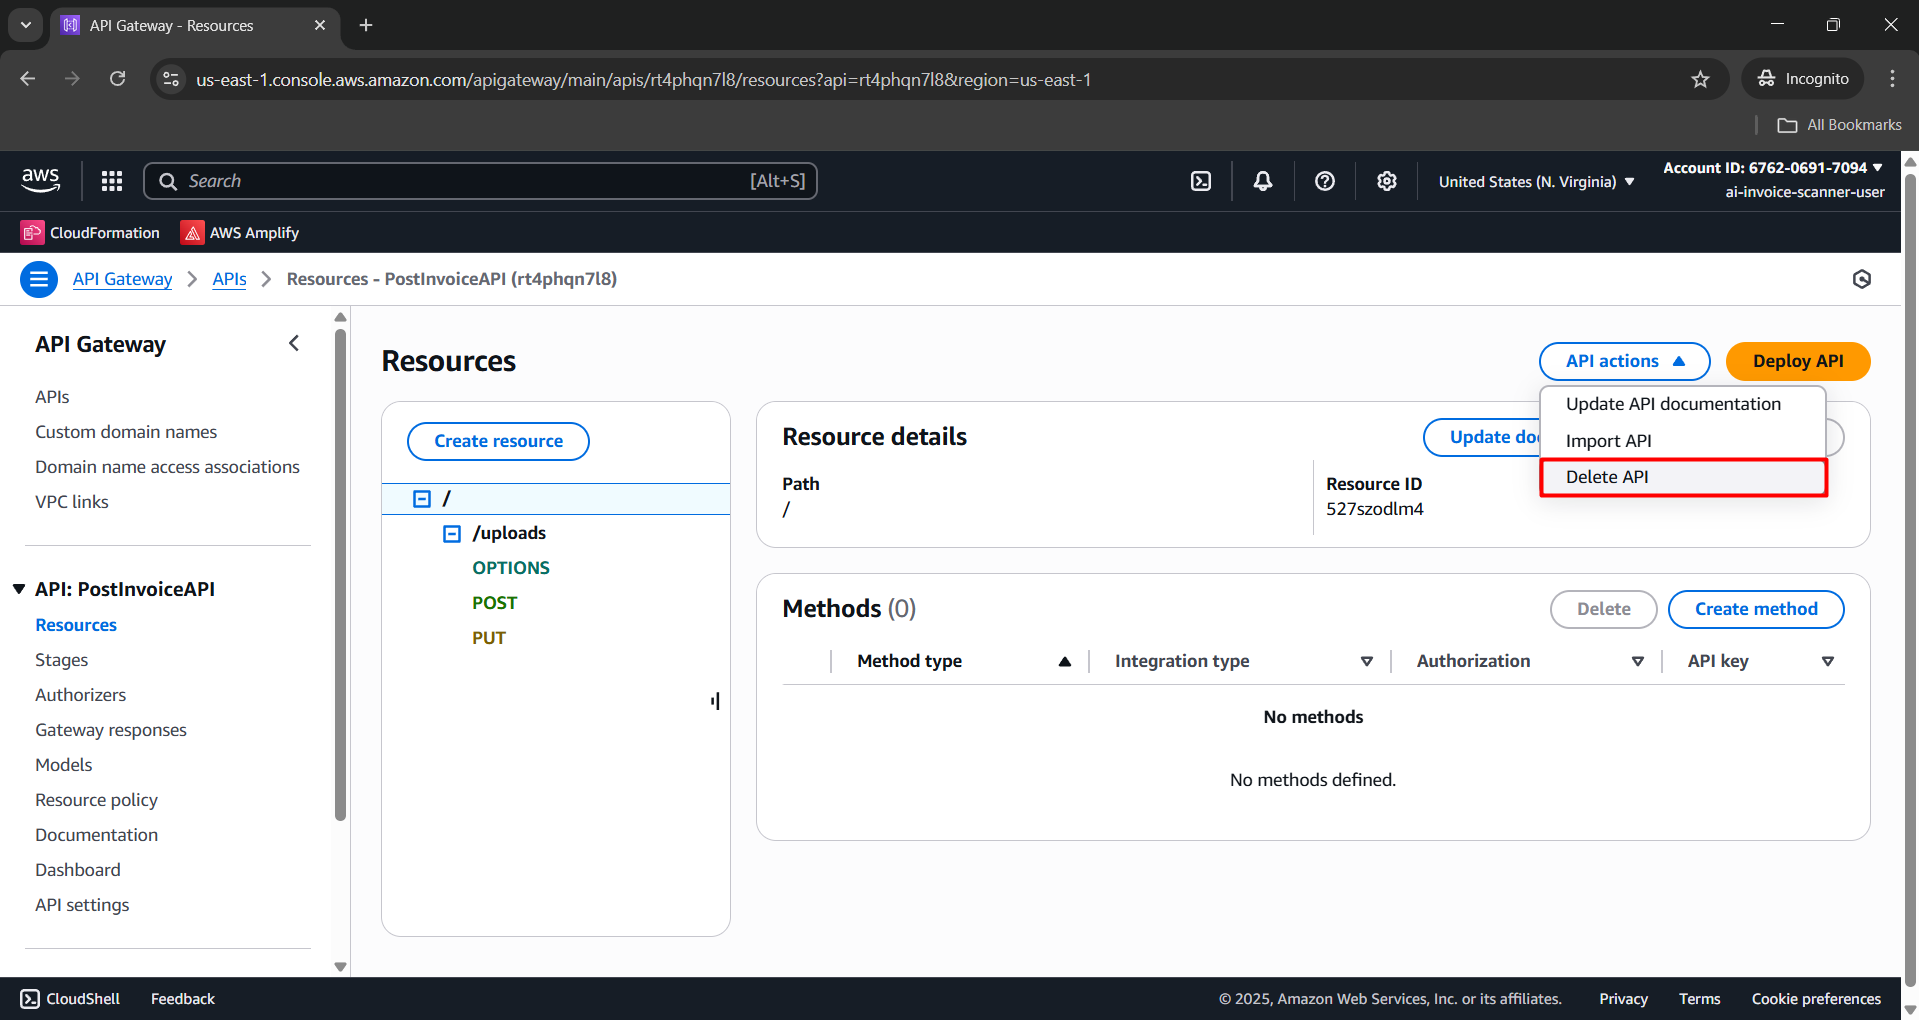 API Gateway - Resources
us-east-1.console.aws.amazon.com/apigateway/main/apis/rt4phqn7l8/resources?api=rt4phqn7l8&region=us-east-1
Incognito
All Bookmarks
aws
Search
[Alt+S]
United States (N. Virginia)
Account ID: 6762-0691-7094
ai-invoice-scanner-user
CloudFormation
AWS Amplify
API Gateway
APIs
Resources - PostInvoiceAPI (rt4phqn7l8)
API Gateway
APIs
Custom domain names
Domain name access associations
VPC links
API: PostInvoiceAPI
Resources
Stages
Authorizers
Gateway responses
Models
Resource policy
Documentation
Dashboard
API settings
Resources
API actions
Deploy API
Update API documentation
Import API
Delete API
Create resource
/
/uploads
OPTIONS
POST
PUT
Resource details
Update do
Path
/
Resource ID
527szodlm4
Methods (0)
Delete
Create method
Method type
Integration type
Authorization
API key
No methods
No methods defined.
CloudShell
Feedback
© 2025, Amazon Web Services, Inc. or its affiliates.
Privacy
Terms
Cookie preferences